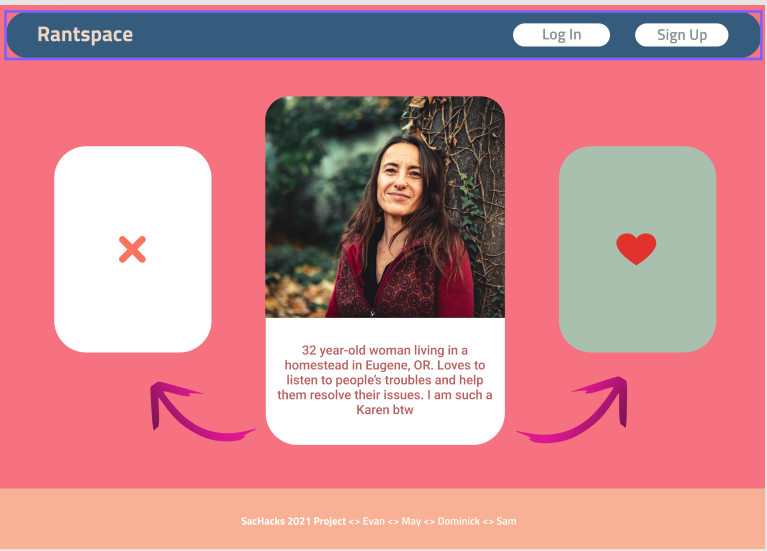 Rantspace
Log In
Sign Up
32 year-old woman living in a
homestead in Eugene, OR. Loves to
listen to people's troubles and help
them resolve their issues. I am such a
Karen btw
SacHacks 2021 Project <> Evan <> May <> Dominick <> Sam